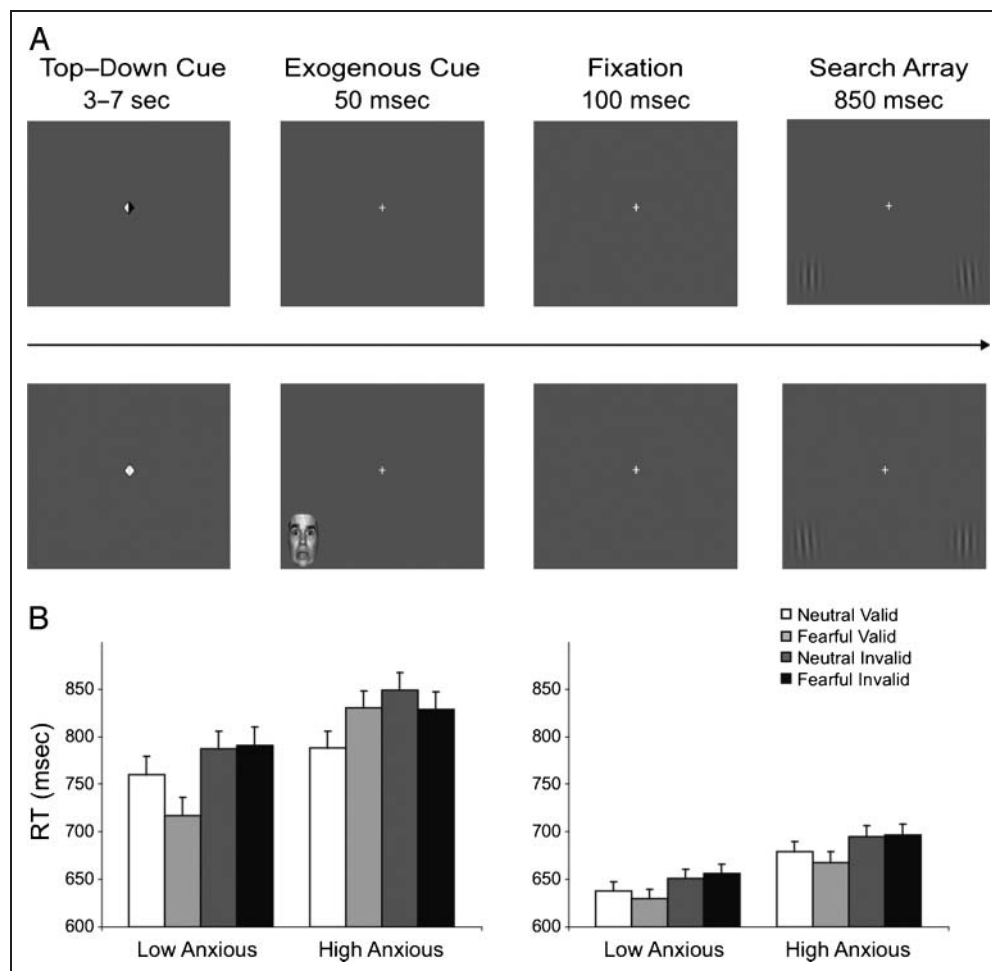 A
Top–Down Cue Exogenous Cue Fixation Search Array
3–7 sec 50 msec 100 msec 850 msec
B
Neutral Valid
Fearful Valid
Neutral Invalid
Fearful Invalid
RT (msec)
850
800
750
700
650
600
Low Anxious High Anxious
850
800
750
700
650
600
Low Anxious High Anxious